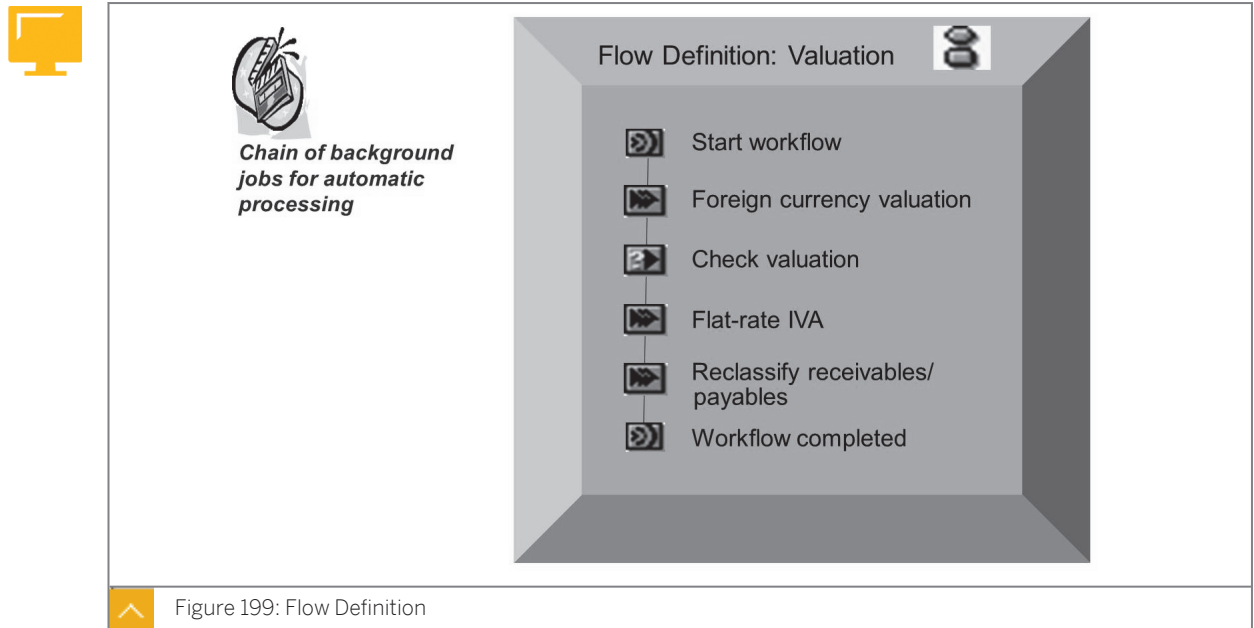 Chain of background
jobs for automatic
processing
Flow Definition: Valuation
Start workflow
Foreign currency valuation
Check valuation
Flat-rate IVA
Reclassify receivables/
payables
Workflow completed
Figure 199: Flow Definition